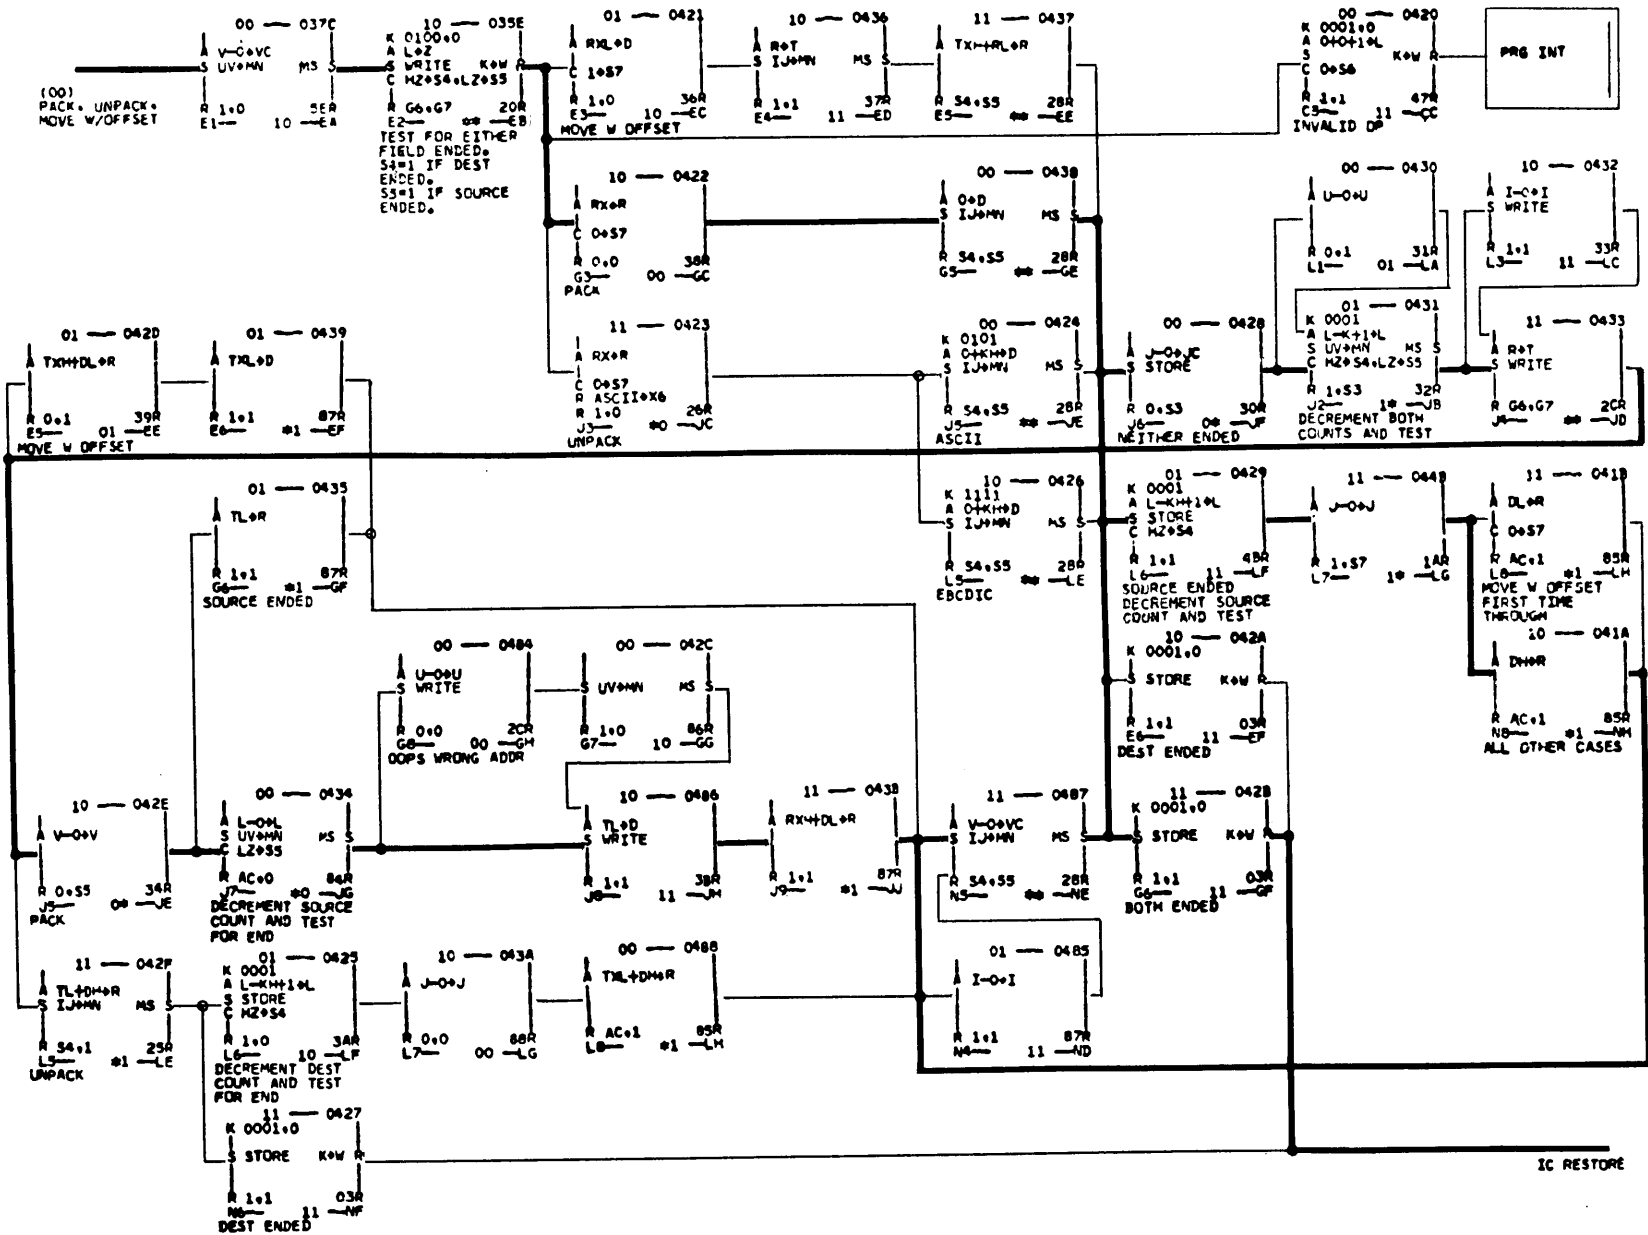 00 — 037C
A V-0→VC
S UV→MN MS S
R 1,0 5ER
E1— 10 —EA
(00)
PACK, UNPACK,
MOVE W/OFFSET
10 — 035E
K 0100,0
A L→Z
S WRITE K→W R
C HZ→S4,LZ→S5
R G6,G7 20R
E2— ** —EB
TEST FOR EITHER
FIELD ENDED.
S4=1 IF DEST
ENDED.
S5=1 IF SOURCE
ENDED.
01 — 0421
A RXL→D
C 1→S7
R 1,0 36R
E3— 10 —EC
MOVE W OFFSET
10 — 0436
A R→T
S IJ→MN MS S
R 1,1 37R
E4— 11 —ED
11 — 0437
A TXH+RL→R
R S4,S5 28R
E5— ** —EE
00 — 0420
K 0001,0
A 0+0+1→L
S K→W R
C 0→S6
R 1,1 47R
C5— 11 —CC
INVALID OP
PRG INT
10 — 0422
A RX→R
C 0→S7
R 0,0 38R
G3— 00 —GC
PACK
00 — 0438
A 0→D
S IJ→MN MS S
R S4,S5 28R
G5— ** —GE
00 — 0430
A U-0→U
R 0,1 31R
L1— 01 —LA
10 — 0432
A I-0→I
S WRITE
R 1,1 33R
L3— 11 —LC
01 — 042D
A TXH+DL→R
R 0,1 39R
E5— 01 —EE
MOVE W OFFSET
01 — 0439
A TXL→D
R 1,1 87R
E6— *1 —EF
11 — 0423
A RX→R
C 0→S7
R ASCII→X6
R 1,0 26R
J3— *0 —JC
UNPACK
00 — 0424
K 0101
A 0+KH→D
S IJ→MN MS S
R S4,S5 28R
J5— ** —JE
ASCII
00 — 0428
A J-0→JC
S STORE
R 0,S3 30R
J6— 0* —JF
NEITHER ENDED
01 — 0431
K 0001
A L-K+1→L
S UV→MN MS S
C HZ→S4,LZ→S5
R 1,S3 32R
J2— 1* —JB
DECREMENT BOTH
COUNTS AND TEST
11 — 0433
A R→T
S WRITE
R G6,G7 2CR
J4— ** —JD
01 — 0435
A TL→R
R 1,1 87R
G6— *1 —GF
SOURCE ENDED
10 — 0426
K 1111
A 0+KH→D
S IJ→MN MS S
R S4,S5 28R
L5— ** —LE
EBCDIC
01 — 0429
K 0001
A L-KH+1→L
S STORE
C HZ→S4
R 1,1 4BR
L6— 11 —LF
SOURCE ENDED
DECREMENT SOURCE
COUNT AND TEST
11 — 044B
A J-0→J
R 1,S7 1AR
L7— 1* —LG
11 — 041B
A DL→R
C 0→S7
R AC,1 85R
L8— *1 —LH
MOVE W OFFSET
FIRST TIME
THROUGH
00 — 0484
A U-0→U
S WRITE
R 0,0 2CR
G8— 00 —GH
OOPS WRONG ADDR
00 — 042C
S UV→MN MS S
R 1,0 86R
G7— 10 —GG
10 — 042A
K 0001,0
S STORE K→W R
R 1,1 03R
E6— 11 —EF
DEST ENDED
10 — 041A
A DH→R
R AC,1 85R
N8— *1 —NH
ALL OTHER CASES
10 — 042E
A V-0→V
R 0,S5 34R
J5— 0* —JE
PACK
00 — 0434
A L-0→L
S UV→MN MS S
C LZ→S5
R AC,0 84R
J7— *0 —JG
DECREMENT SOURCE
COUNT AND TEST
FOR END
10 — 0486
A TL→D
S WRITE
R 1,1 3BR
J8— 11 —JH
11 — 043B
A RXH+DL→R
R 1,1 87R
J9— *1 —JJ
11 — 0487
A V-0→VC
S IJ→MN MS S
R S4,S5 28R
N5— ** —NE
11 — 042B
K 0001,0
S STORE K→W R
R 1,1 03R
G6— 11 —GF
BOTH ENDED
11 — 042F
A TL+DH→R
S IJ→MN MS S
R S4,1 25R
L5— *1 —LE
UNPACK
01 — 0425
K 0001
A L-KH+1→L
S STORE
C HZ→S4
R 1,0 3AR
L6— 10 —LF
DECREMENT DEST
COUNT AND TEST
FOR END
10 — 043A
A J-0→J
R 0,0 88R
L7— 00 —LG
00 — 0488
A TXL+DH→R
R AC,1 85R
L8— *1 —LH
01 — 0485
A I-0→I
R 1,1 87R
N4— 11 —ND
11 — 0427
K 0001,0
S STORE K→W R
R 1,1 03R
N6— 11 —NF
DEST ENDED
IC RESTORE